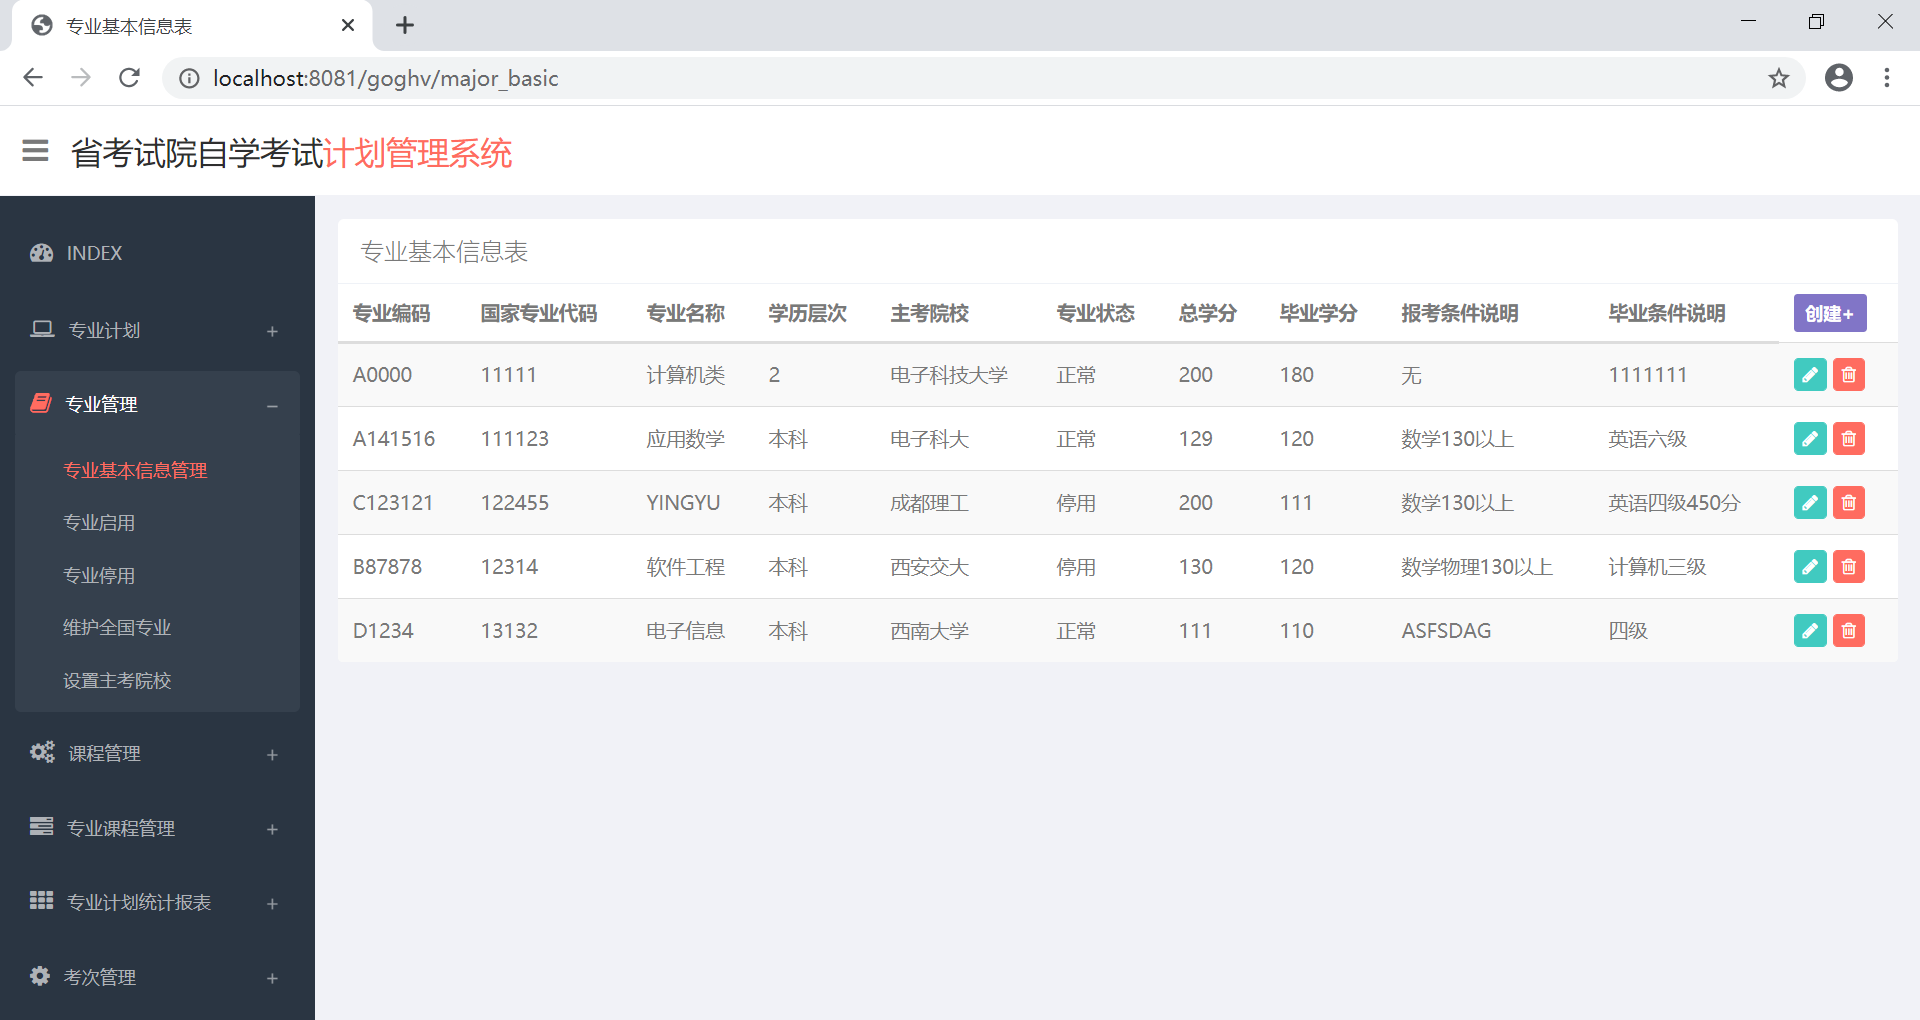 专业基本信息表
localhost:8081/goghv/major_basic
省考试院自学考试计划管理系统
INDEX
专业计划 +
专业管理 −
专业基本信息管理
专业启用
专业停用
维护全国专业
设置主考院校
课程管理 +
专业课程管理 +
专业计划统计报表 +
考次管理 +
专业基本信息表
专业编码 国家专业代码 专业名称 学历层次 主考院校 专业状态 总学分 毕业学分 报考条件说明 毕业条件说明 创建+
A0000 11111 计算机类 2 电子科技大学 正常 200 180 无 1111111
A141516 111123 应用数学 本科 电子科大 正常 129 120 数学130以上 英语六级
C123121 122455 YINGYU 本科 成都理工 停用 200 111 数学130以上 英语四级450分
B87878 12314 软件工程 本科 西安交大 停用 130 120 数学物理130以上 计算机三级
D1234 13132 电子信息 本科 西南大学 正常 111 110 ASFSDAG 四级